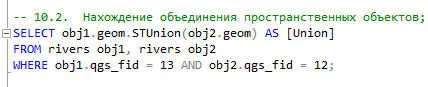 -- 10.2.  Нахождение объединения пространственных объектов;
SELECT obj1.geom.STUnion(obj2.geom) AS [Union]
FROM rivers obj1, rivers obj2
WHERE obj1.qgs_fid = 13 AND obj2.qgs_fid = 12;